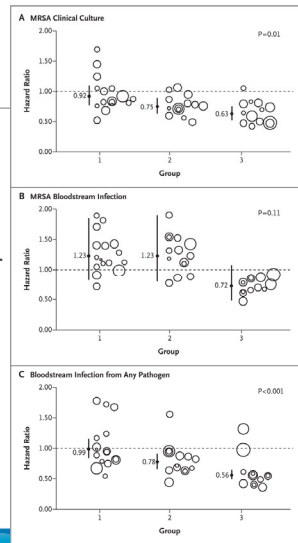 A MRSA Clinical Culture
2.00
P=0.01
1.50
1.00
0.50
0.00
Hazard Ratio
0.92
0.75
0.63
1 2 3
Group
B MRSA Bloodstream Infection
2.00
P=0.11
1.50
1.00
0.50
0.00
Hazard Ratio
1.23
1.23
0.72
1 2 3
Group
C Bloodstream Infection from Any Pathogen
2.00
P<0.001
1.50
1.00
0.50
0.00
Hazard Ratio
0.99
0.78
0.56
1 2 3
Group